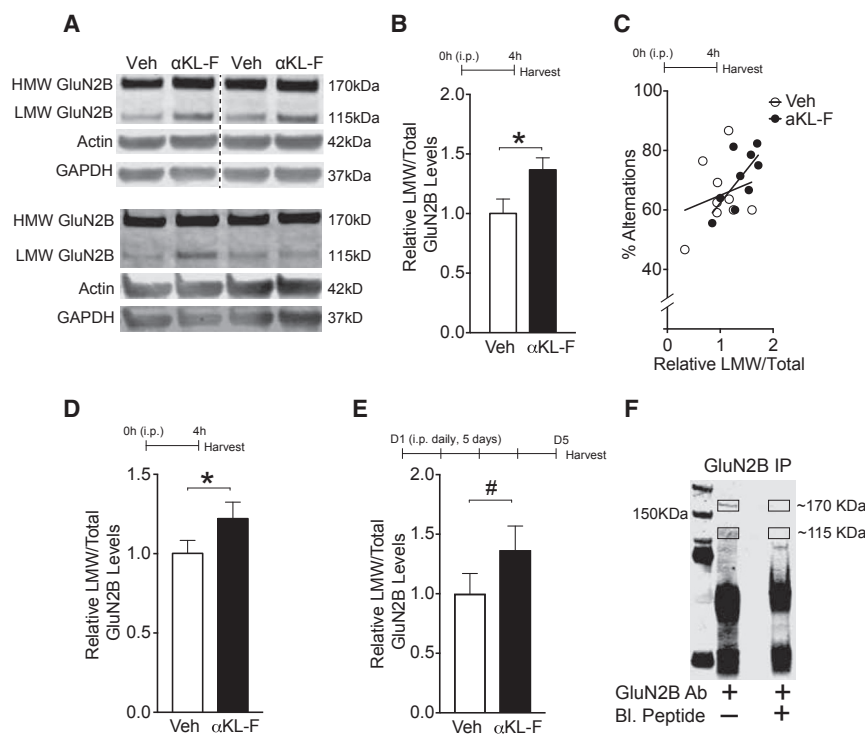 A
Veh αKL-F Veh αKL-F
HMW GluN2B 170kDa
LMW GluN2B 115kDa
Actin 42kDa
GAPDH 37kDa
HMW GluN2B 170kD
LMW GluN2B 115kD
Actin 42kD
GAPDH 37kD
B
0h (i.p.) 4h
Harvest
Relative LMW/Total
GluN2B Levels
2.0
1.5
1.0
0.5
0.0
*
Veh αKL-F
C
0h (i.p.) 4h
Harvest
% Alternations
100
80
60
40
0 1 2
Relative LMW/Total
Veh
aKL-F
D
0h (i.p.) 4h
Harvest
Relative LMW/Total
GluN2B Levels
1.5
1.0
0.5
0.0
*
Veh αKL-F
E
D1 (i.p. daily, 5 days) D5
Harvest
Relative LMW/Total
GluN2B Levels
2.0
1.5
1.0
0.5
0.0
#
Veh αKL-F
F
GluN2B IP
150KDa
~170 KDa
~115 KDa
GluN2B Ab + +
Bl. Peptide – +